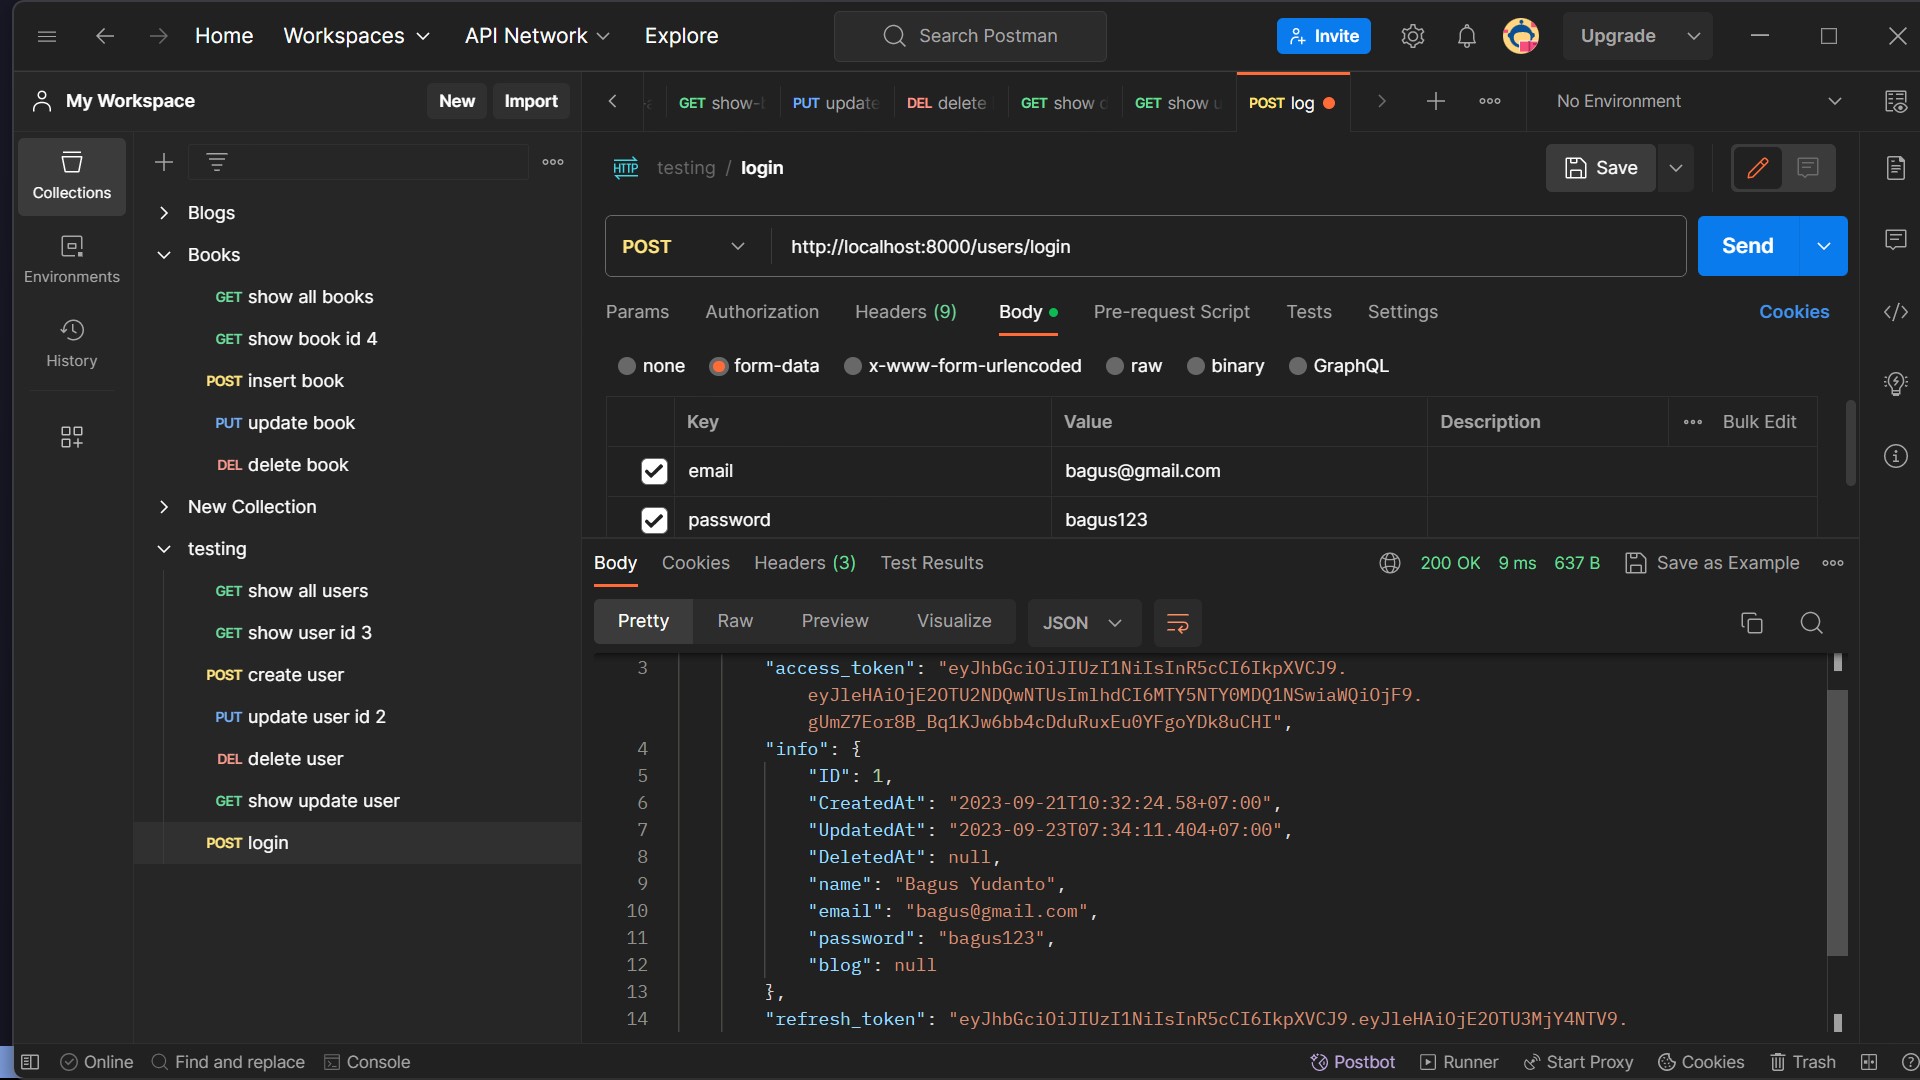 Home Workspaces API Network Explore Search Postman Invite Upgrade
My Workspace New Import
GET show- PUT update DEL delete GET show GET show POST log No Environment
Collections
Environments
History
Blogs
Books
GET show all books
GET show book id 4
POST insert book
PUT update book
DEL delete book
New Collection
testing
GET show all users
GET show user id 3
POST create user
PUT update user id 2
DEL delete user
GET show update user
POST login
HTTP testing / login Save
POST http://localhost:8000/users/login Send
Params Authorization Headers (9) Body Pre-request Script Tests Settings Cookies
none form-data x-www-form-urlencoded raw binary GraphQL
Key Value Description Bulk Edit
email bagus@gmail.com
password bagus123
Body Cookies Headers (3) Test Results 200 OK 9 ms 637 B Save as Example
Pretty Raw Preview Visualize JSON
3 "access_token": "eyJhbGciOiJIUzI1NiIsInR5cCI6IkpXVCJ9.
eyJleHAiOjE2OTU2NDQwNTUsImlhdCI6MTY5NTY0MDQ1NSwiaWQiOjF9.
gUmZ7Eor8B_Bq1KJw6bb4cDduRuxEu0YFgoYDk8uCHI",
4 "info": {
5 "ID": 1,
6 "CreatedAt": "2023-09-21T10:32:24.58+07:00",
7 "UpdatedAt": "2023-09-23T07:34:11.404+07:00",
8 "DeletedAt": null,
9 "name": "Bagus Yudanto",
10 "email": "bagus@gmail.com",
11 "password": "bagus123",
12 "blog": null
13 },
14 "refresh_token": "eyJhbGciOiJIUzI1NiIsInR5cCI6IkpXVCJ9.eyJleHAiOjE2OTU3MjY4NTV9.
Online Find and replace Console Postbot Runner Start Proxy Cookies Trash